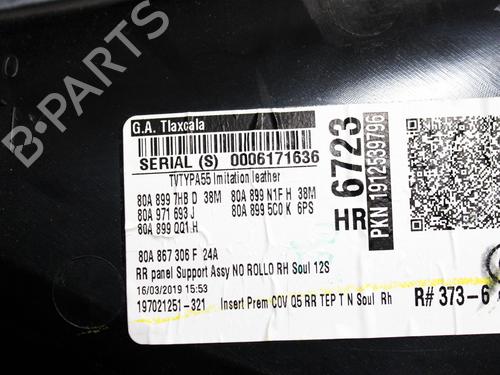 B-PARTS
G.A. Tlaxcala
SERIAL (S) 0006171636
TVTYPA55 Imitation leather
80A 899 7HB D 38M 80A 899 N1F H 38M
80A 971 693 J 80A 899 5C0 K 6PS
80A 899 QQ1 H
80A 867 306 F 24A
RR panel Support Assy NO ROLLO RH Soul 12S
16/03/2019 15:53
197021251-321 Insert Prem COV Q5 RR TEP T N Soul Rh
HR 6723
PKN 1972539796
R# 373-6